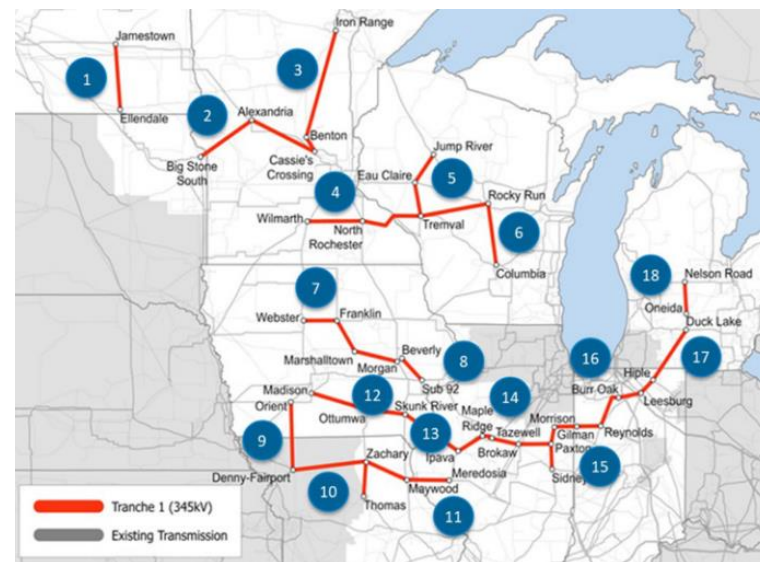 Iron Range
Jamestown
3
1
2
Alexandria
Ellendale
Benton
Jump River
Big Stone
South
Cassie's
Crossing
Eau Claire
5
4
Rocky Run
Wilmarth
North
Rochester
Tremval
6
Columbia
18
Nelson Road
7
Oneida
Webster
Franklin
Duck Lake
Beverly
8
16
17
Marshalltown
Morgan
Hiple
Sub 92
Burr Oak
Madison
12
14
Leesburg
Orient
Skunk River
Maple
Ridge
Morrison
Ottumwa
13
Tazewell
Gilman
Reynolds
9
Zachary
Ipava
Brokaw
Paxton
15
Denny-Fairport
Meredosia
Sidney
10
Maywood
Thomas
11
Tranche 1 (345kV)
Existing Transmission